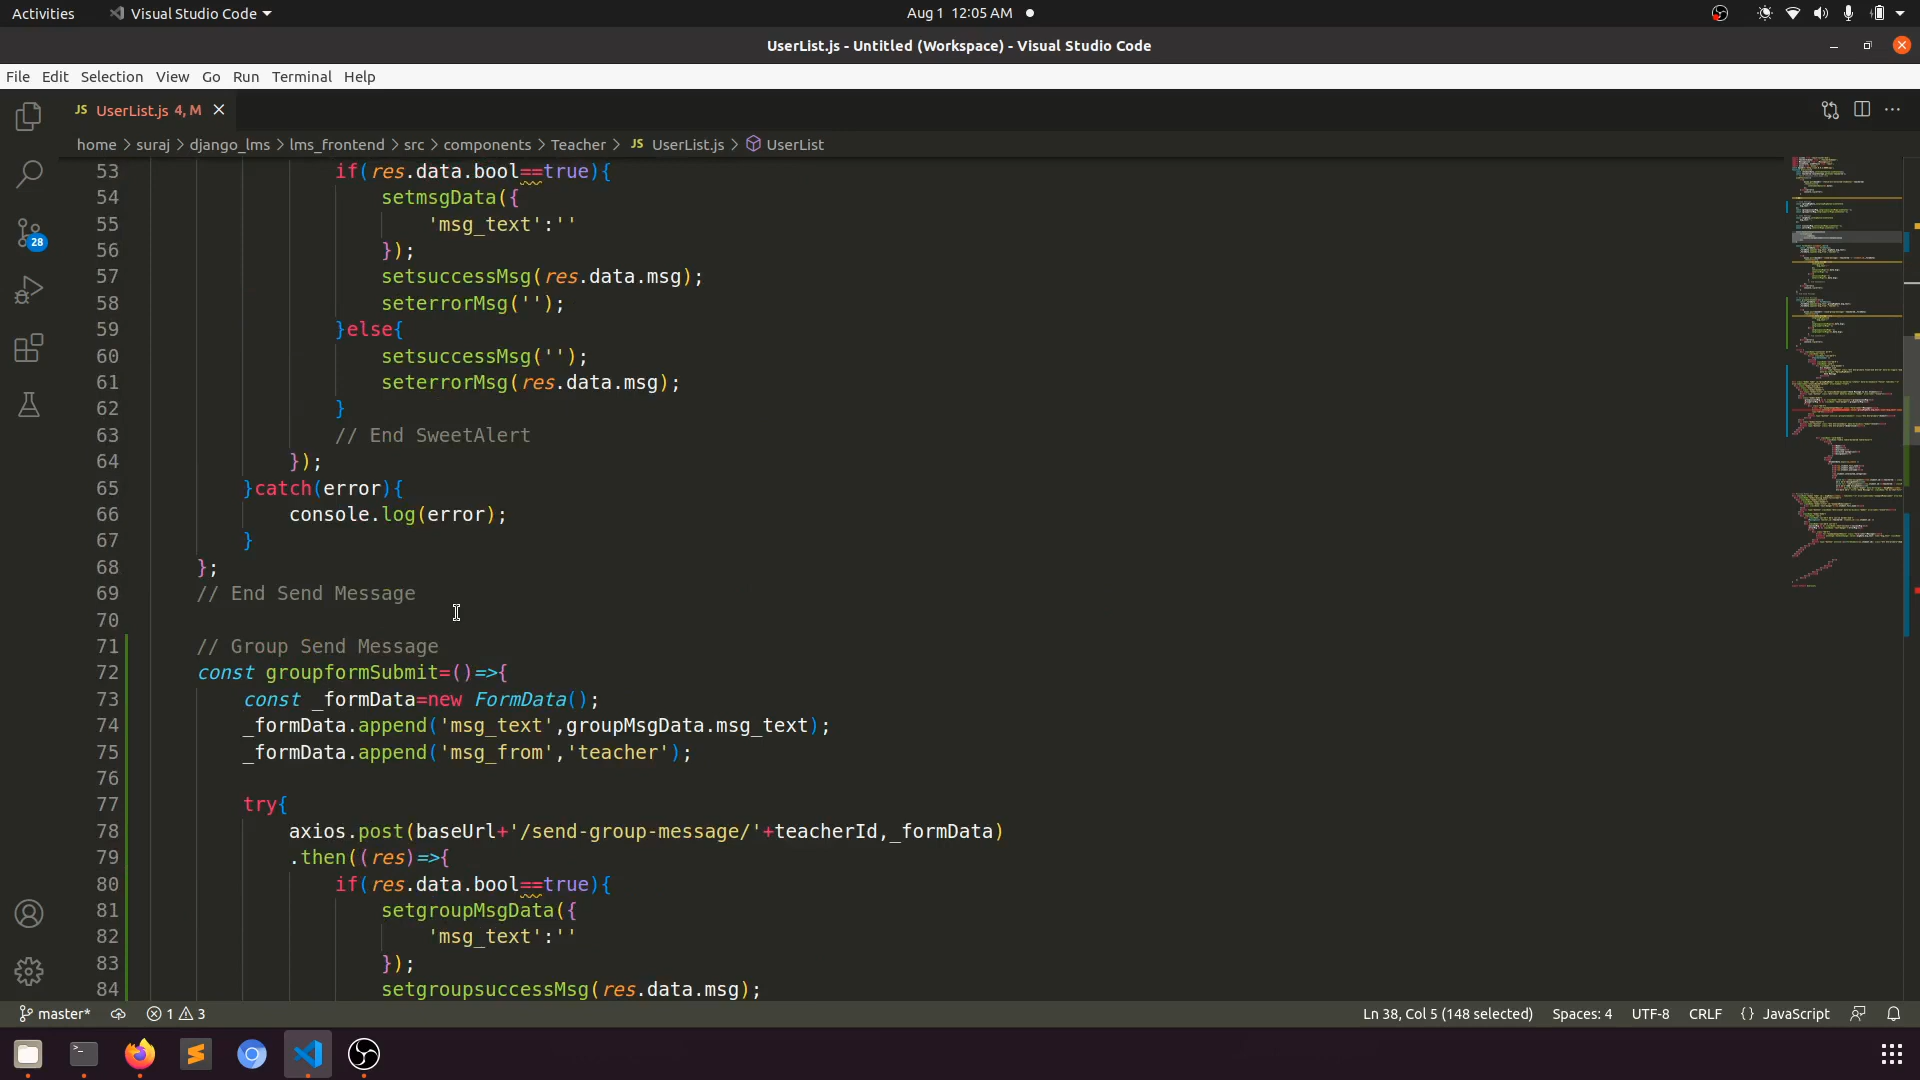 Activities
Visual Studio Code
Aug 1 12:05 AM
UserList.js - Untitled (Workspace) - Visual Studio Code
File Edit Selection View Go Run Terminal Help
JS UserList.js 4, M
home > suraj > django_lms > lms_frontend > src > components > Teacher > JS UserList.js > UserList
53 if(res.data.bool==true){
54 setmsgData({
55 'msg_text':''
56 });
57 setsuccessMsg(res.data.msg);
58 seterrorMsg('');
59 }else{
60 setsuccessMsg('');
61 seterrorMsg(res.data.msg);
62 }
63 // End SweetAlert
64 });
65 }catch(error){
66 console.log(error);
67 }
68 };
69 // End Send Message
70
71 // Group Send Message
72 const groupformSubmit=()=>{
73 const _formData=new FormData();
74 _formData.append('msg_text',groupMsgData.msg_text);
75 _formData.append('msg_from','teacher');
76
77 try{
78 axios.post(baseUrl+'/send-group-message/'+teacherId,_formData)
79 .then((res)=>{
80 if(res.data.bool==true){
81 setgroupMsgData({
82 'msg_text':''
83 });
84 setgroupsuccessMsg(res.data.msg);
28
master* 1 3 Ln 38, Col 5 (148 selected) Spaces: 4 UTF-8 CRLF {} JavaScript